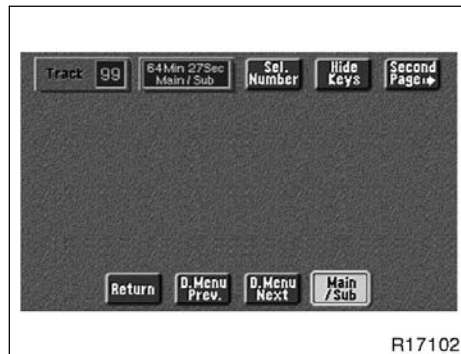 Track 99
64Min 27Sec
Main / Sub
Sel.
Number
Hide
Keys
Second
Page
Return
D.Menu
Prev.
D.Menu
Next
Main
/Sub
R17102